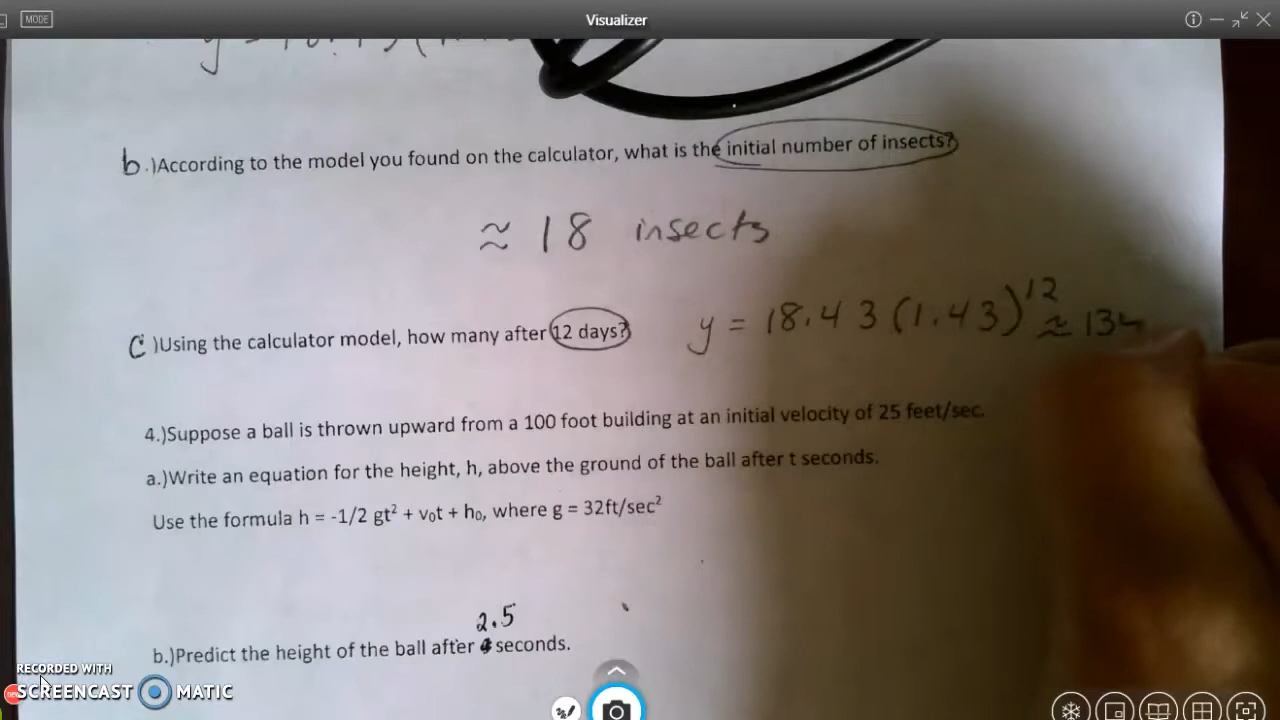 MODE
Visualizer
b.)According to the model you found on the calculator, what is the initial number of insects?
≈ 18 insects
y = 18.43(1.43)¹² ≈ 134
C)Using the calculator model, how many after 12 days?
4.)Suppose a ball is thrown upward from a 100 foot building at an initial velocity of 25 feet/sec.
a.)Write an equation for the height, h, above the ground of the ball after t seconds.
Use the formula h = -1/2 gt² + v₀t + h₀, where g = 32ft/sec²
2.5
b.)Predict the height of the ball after seconds.
RECORDED WITH
SCREENCAST MATIC